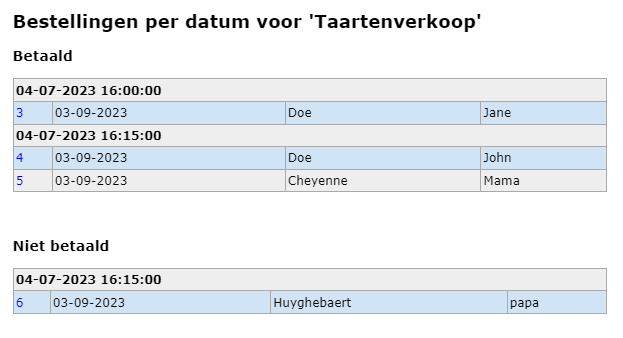 Bestellingen per datum voor 'Taartenverkoop'
Betaald
04-07-2023 16:00:00
3 03-09-2023 Doe Jane
04-07-2023 16:15:00
4 03-09-2023 Doe John
5 03-09-2023 Cheyenne Mama
Niet betaald
04-07-2023 16:15:00
6 03-09-2023 Huyghebaert papa